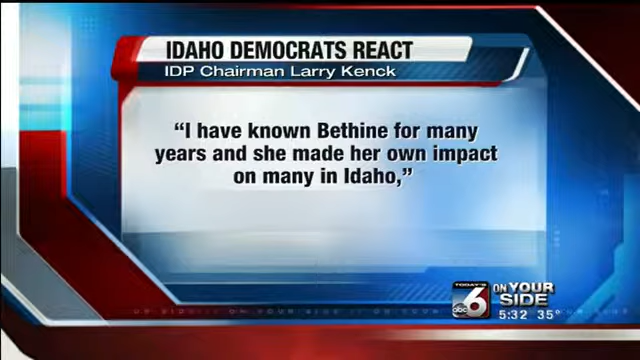 IDAHO DEMOCRATS REACT
IDP Chairman Larry Kenck
“I have known Bethine for many
years and she made her own impact
on many in Idaho,”
TODAY'S
6
abc
ON YOUR
SIDE
5:32 35°